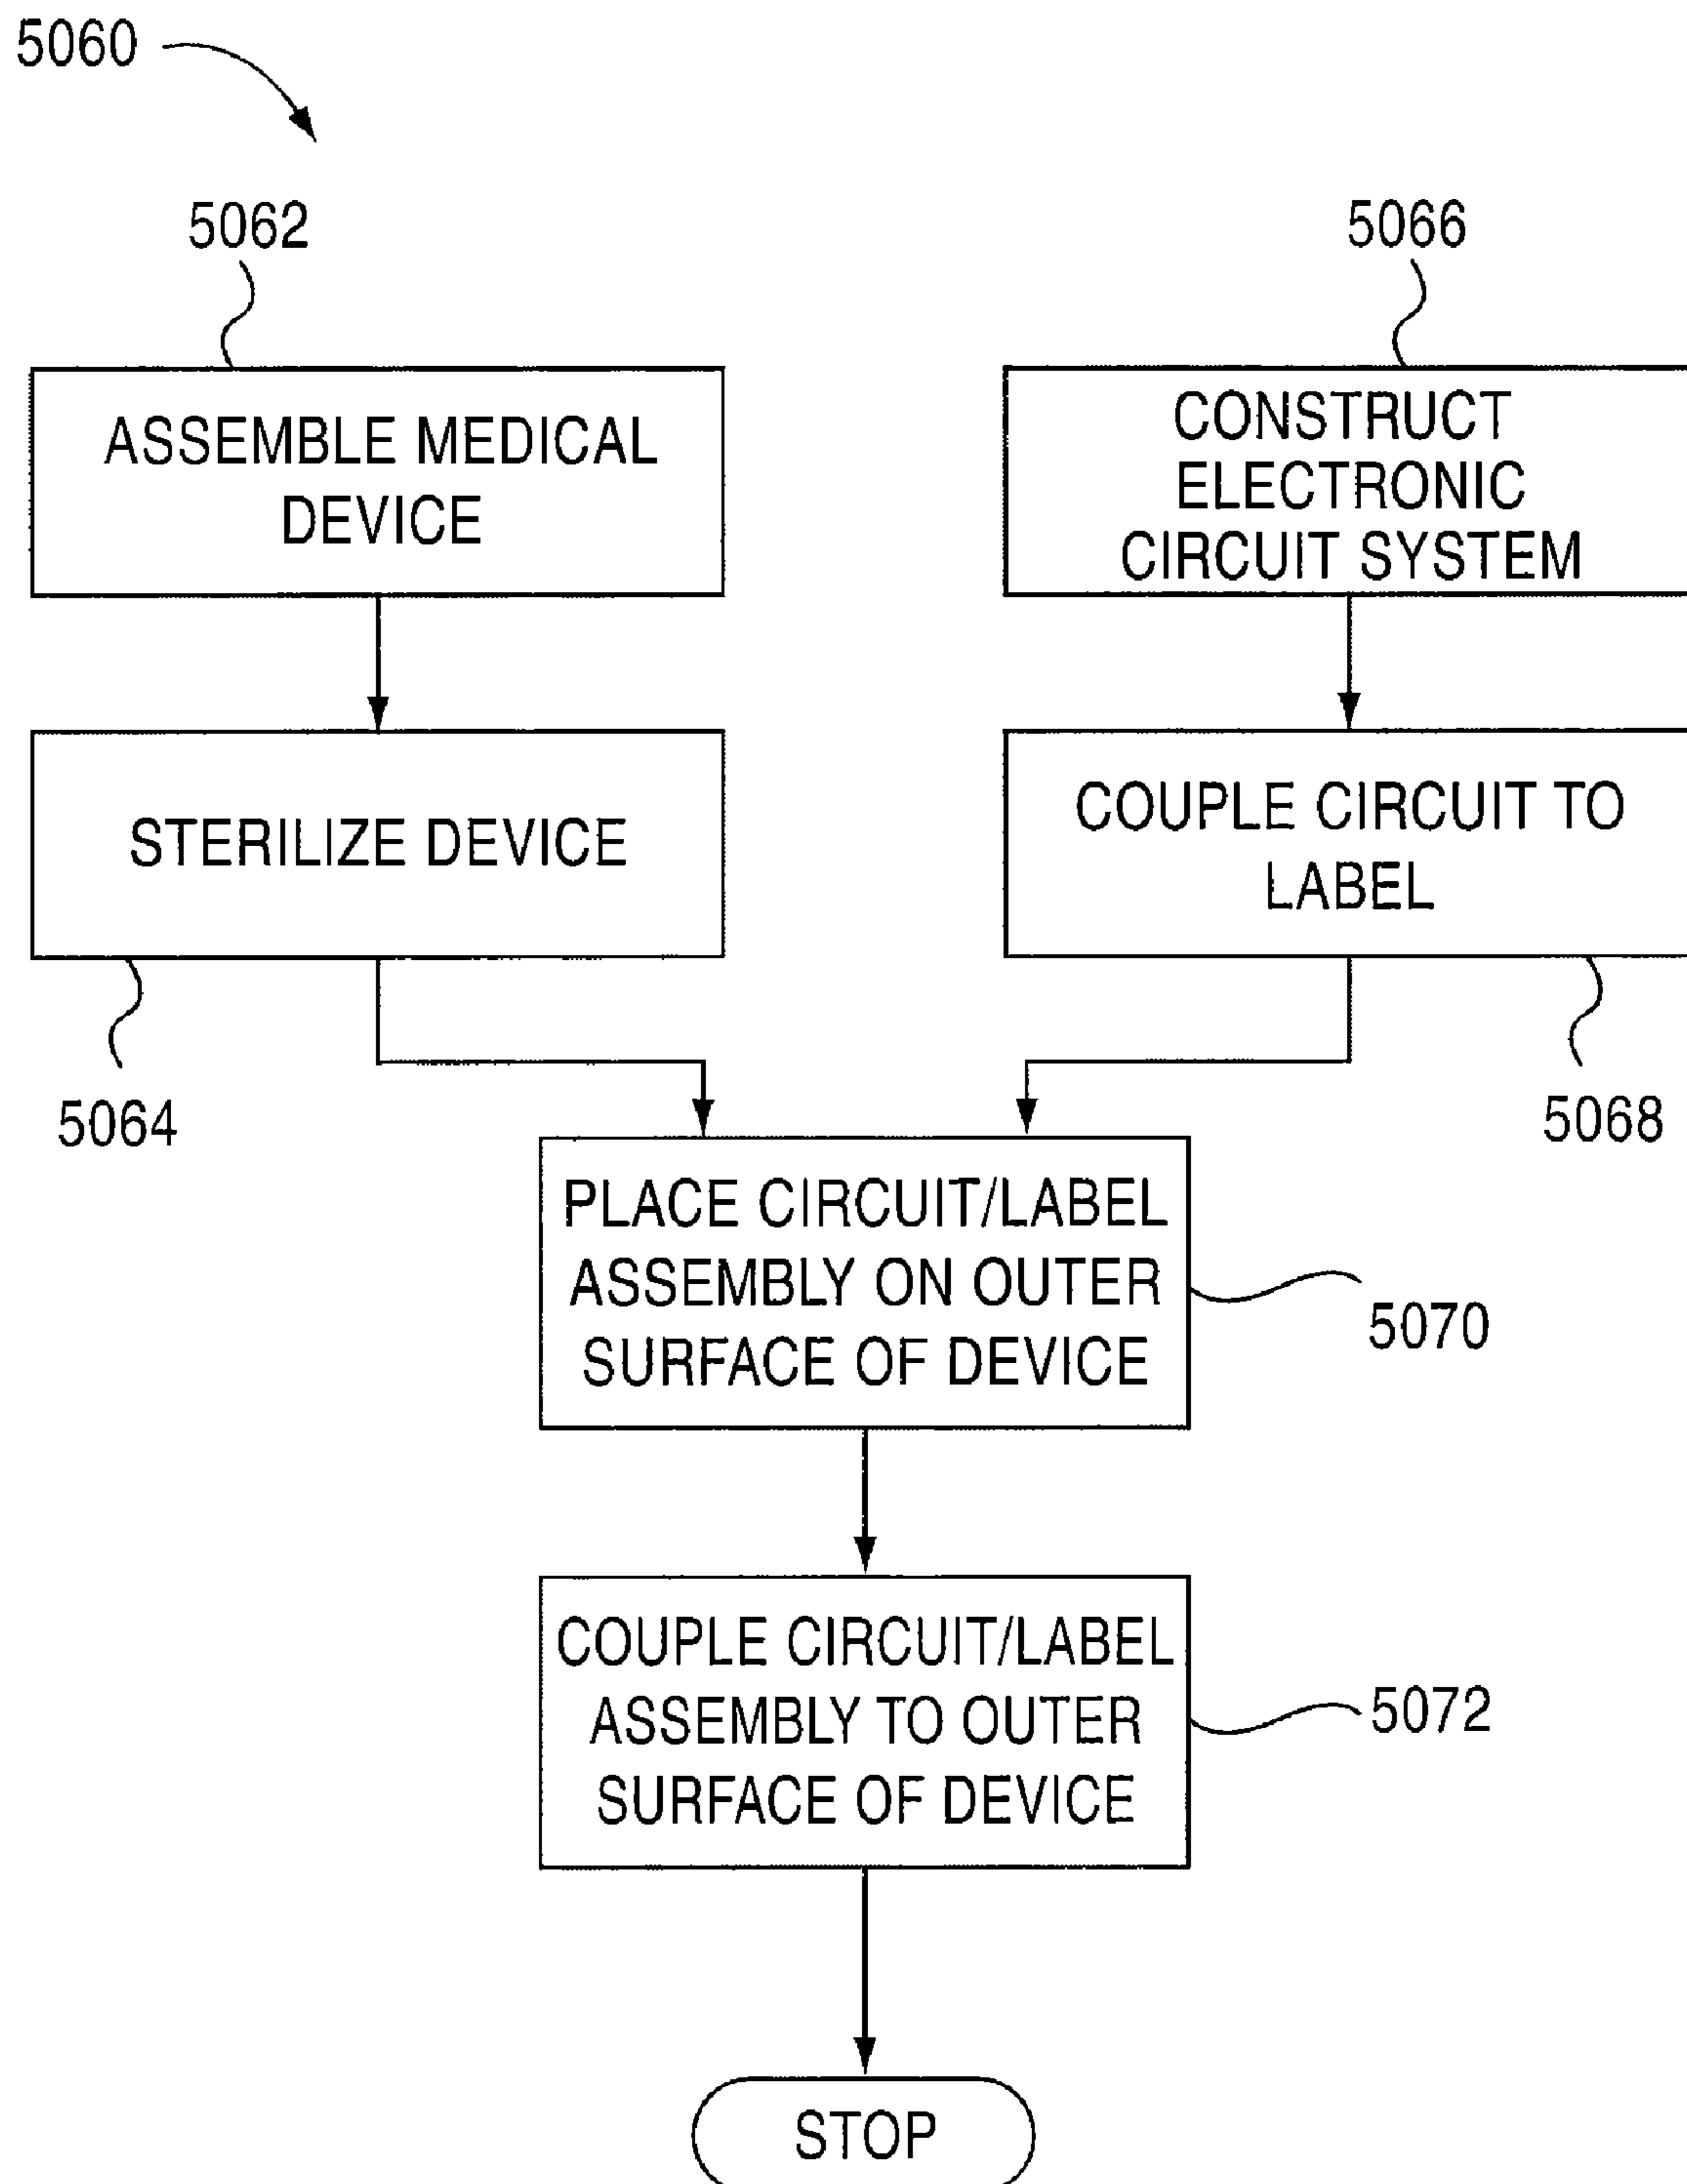 5060
5062
5066
ASSEMBLE MEDICAL
DEVICE
CONSTRUCT
ELECTRONIC
CIRCUIT SYSTEM
STERILIZE DEVICE
COUPLE CIRCUIT TO
LABEL
5064
5068
PLACE CIRCUIT/LABEL
ASSEMBLY ON OUTER
SURFACE OF DEVICE
5070
COUPLE CIRCUIT/LABEL
ASSEMBLY TO OUTER
SURFACE OF DEVICE
5072
STOP